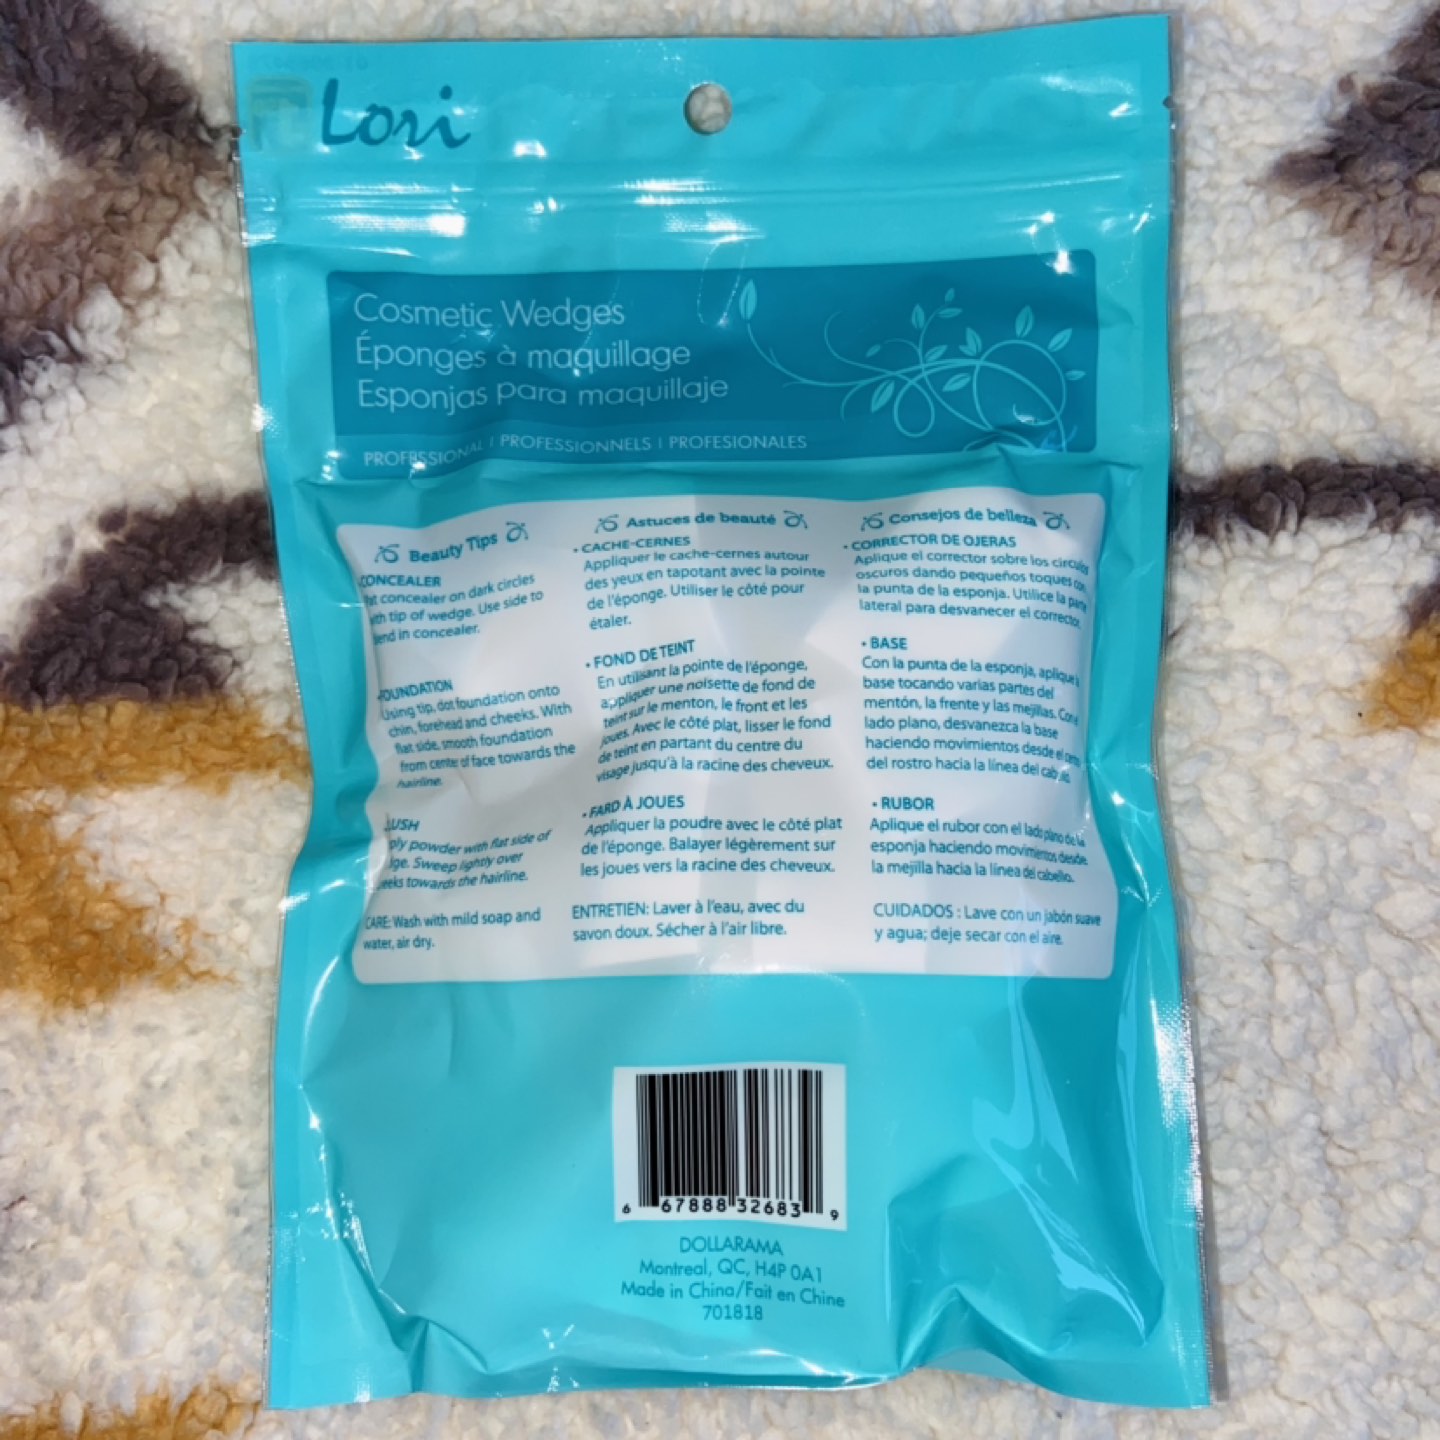 Lori
Cosmetic Wedges
Éponges à maquillage
Esponjas para maquillaje
PROFESSIONAL | PROFESSIONNELS | PROFESIONALES
Beauty Tips
CONCEALER
concealer on dark circles
tip of wedge. Use side to
in concealer.
FOUNDATION
Using tip, dot foundation onto
chin, forehead and cheeks. With
flat side, smooth foundation
from center of face towards the
hairline.
powder with flat side of
Sweep lightly over
towards the hairline.
CARE: Wash with mild soap and
water, air dry.
Astuces de beauté
• CACHE-CERNES
Appliquer le cache-cernes autour
des yeux en tapotant avec la pointe
de l'éponge. Utiliser le côté pour
étaler.
• FOND DE TEINT
En utilisant la pointe de l'éponge,
appliquer une noisette de fond de
teint sur le menton, le front et les
joues. Avec le côté plat, lisser le fond
de teint en partant du centre du
visage jusqu'à la racine des cheveux.
• FARD À JOUES
Appliquer la poudre avec le côté plat
de l'éponge. Balayer légèrement sur
les joues vers la racine des cheveux.
ENTRETIEN: Laver à l'eau, avec du
savon doux. Sécher à l'air libre.
Consejos de belleza
• CORRECTOR DE OJERAS
Aplique el corrector sobre los círculos
oscuros dando pequeños toques con
la punta de la esponja. Utilice la parte
lateral para desvanecer el corrector.
• BASE
Con la punta de la esponja, aplique la
base tocando varias partes del
mentón, la frente y las mejillas. Con el
lado plano, desvanezca la base
haciendo movimientos desde el centro
del rostro hacia la línea del cabello.
• RUBOR
Aplique el rubor con el lado plano de la
esponja haciendo movimientos desde
la mejilla hacia la línea del cabello.
CUIDADOS : Lave con un jabón suave
y agua; deje secar con el aire.
6 67888 32683 9
DOLLARAMA
Montreal, QC, H4P 0A1
Made in China/Fait en Chine
701818